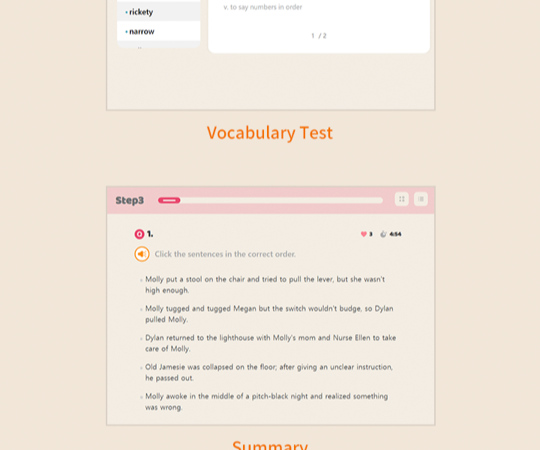 rickety
narrow
v. to say numbers in order
1 / 2
Vocabulary Test
Step3
Q 1.
3
4:54
Click the sentences in the correct order.
Molly put a stool on the chair and tried to pull the lever, but she wasn't
high enough.
Molly tugged and tugged Megan but the switch wouldn't budge, so Dylan
pulled Molly.
Dylan returned to the lighthouse with Molly's mom and Nurse Ellen to take
care of Molly.
Old Jamesie was collapsed on the floor; after giving an unclear instruction,
he passed out.
Molly awoke in the middle of a pitch-black night and realized something
was wrong.
Summary